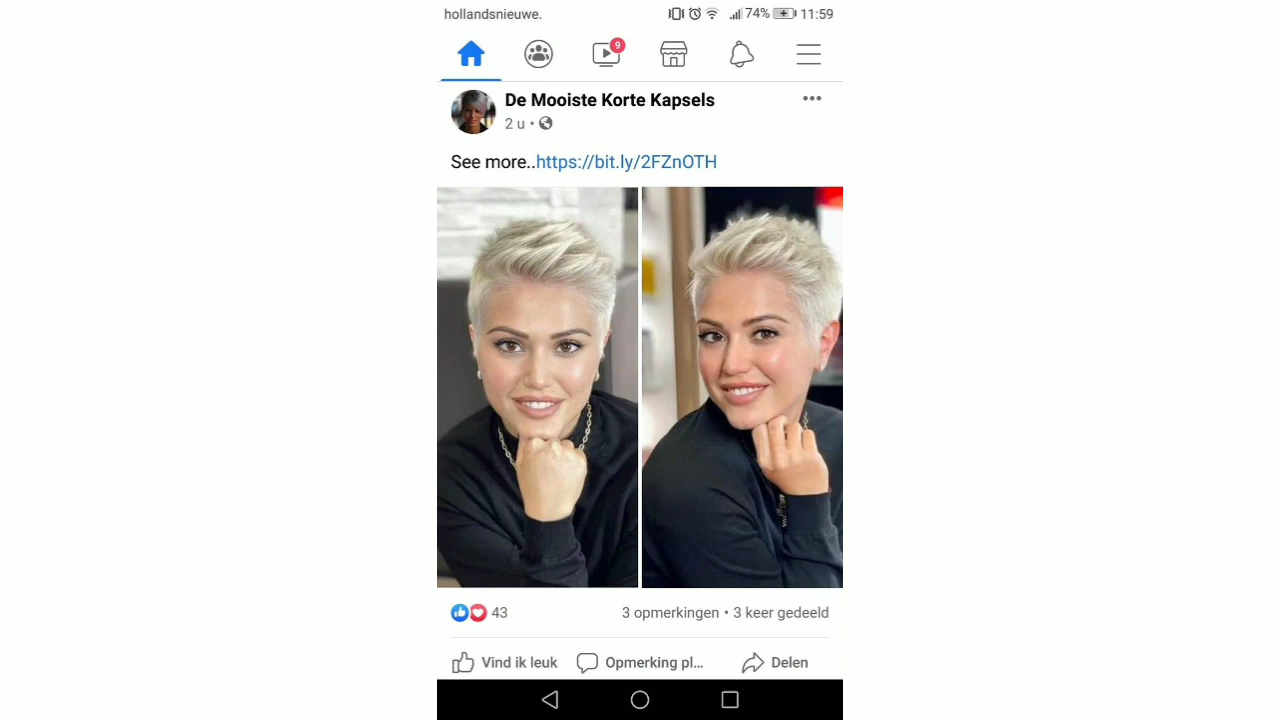 hollandsnieuwe. 74% 11:59
9
De Mooiste Korte Kapsels
2 u •
See more..https://bit.ly/2FZnOTH
43 3 opmerkingen • 3 keer gedeeld
Vind ik leuk Opmerking pl... Delen